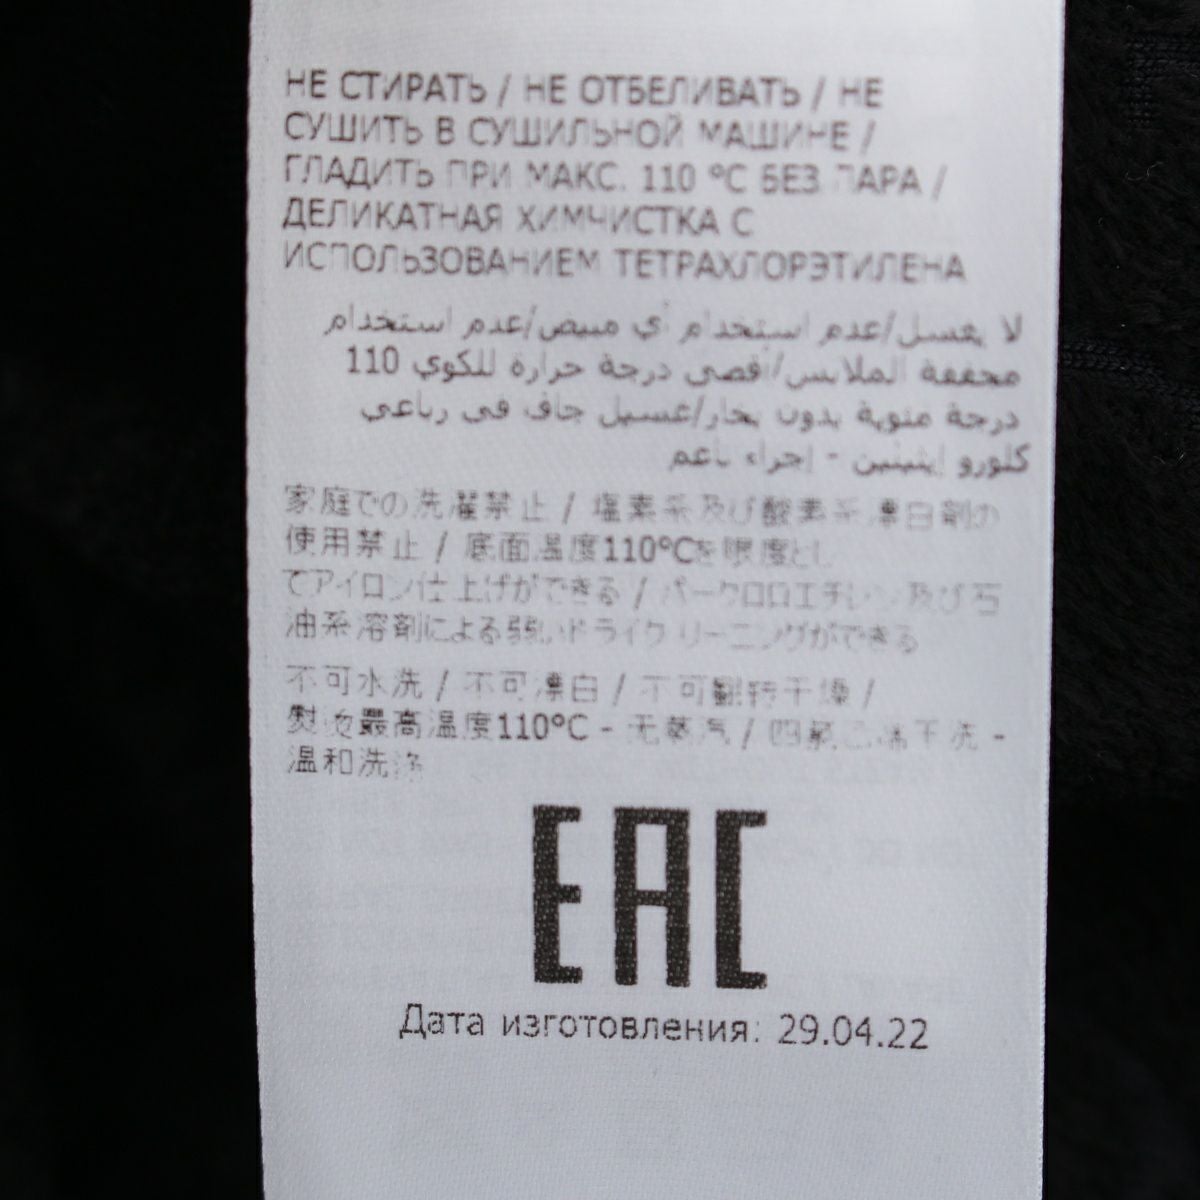 НЕ СТИРАТЬ / НЕ ОТБЕЛИВАТЬ / НЕ
СУШИТЬ В СУШИЛЬНОЙ МАШИНЕ /
ГЛАДИТЬ ПРИ МАКС. 110 °C БЕЗ ПАРА /
ДЕЛИКАТНАЯ ХИМЧИСТКА С
ИСПОЛЬЗОВАНИЕМ ТЕТРАХЛОРЭТИЛЕНА
لا يغسل/عدم استخدام أي مبيض/عدم استخدام
مجففة الملابس/أقصى درجة حرارة للكوي 110
درجة مئوية بدون بخار/غسيل جاف في رباعي
كلورو إيثيلين - إجراء ناعم
家庭での洗濯禁止 / 塩素系及び酸素系漂白剤の
使用禁止 / 底面温度110°Cを限度とし
てアイロン仕上げができる / パークロロエチレン及び石
油系溶剤による弱いドライクリーニングができる
不可水洗 / 不可漂白 / 不可翻转干燥 /
熨烫最高温度110°C - 无蒸汽 / 四氯乙烯干洗 -
温和洗涤
EAC
Дата изготовления: 29.04.22